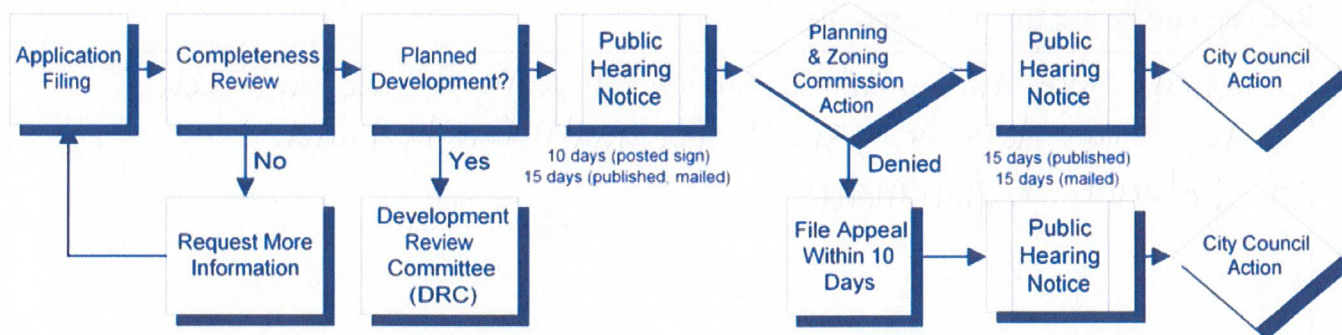 Application
Filing
Completeness
Review
Planned
Development?
Public
Hearing
Notice
Planning
& Zoning
Commission
Action
Public
Hearing
Notice
City Council
Action
No
Yes
10 days (posted sign)
15 days (published, mailed)
Denied
15 days (published)
15 days (mailed)
Request More
Information
Development
Review
Committee
(DRC)
File Appeal
Within 10
Days
Public
Hearing
Notice
City Council
Action